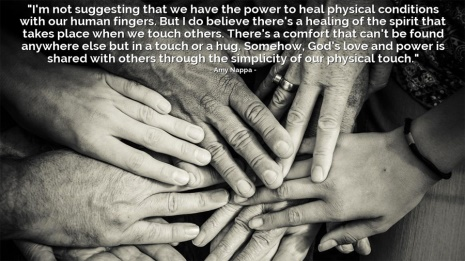 "I'm not suggesting that we have the power to heal physical conditions
with our human fingers. But I do believe there's a healing of the spirit that
takes place when we touch others. There's a comfort that can't be found
anywhere else but in a touch or a hug. Somehow, God's love and power is
shared with others through the simplicity of our physical touch."
- Amy Nappa -